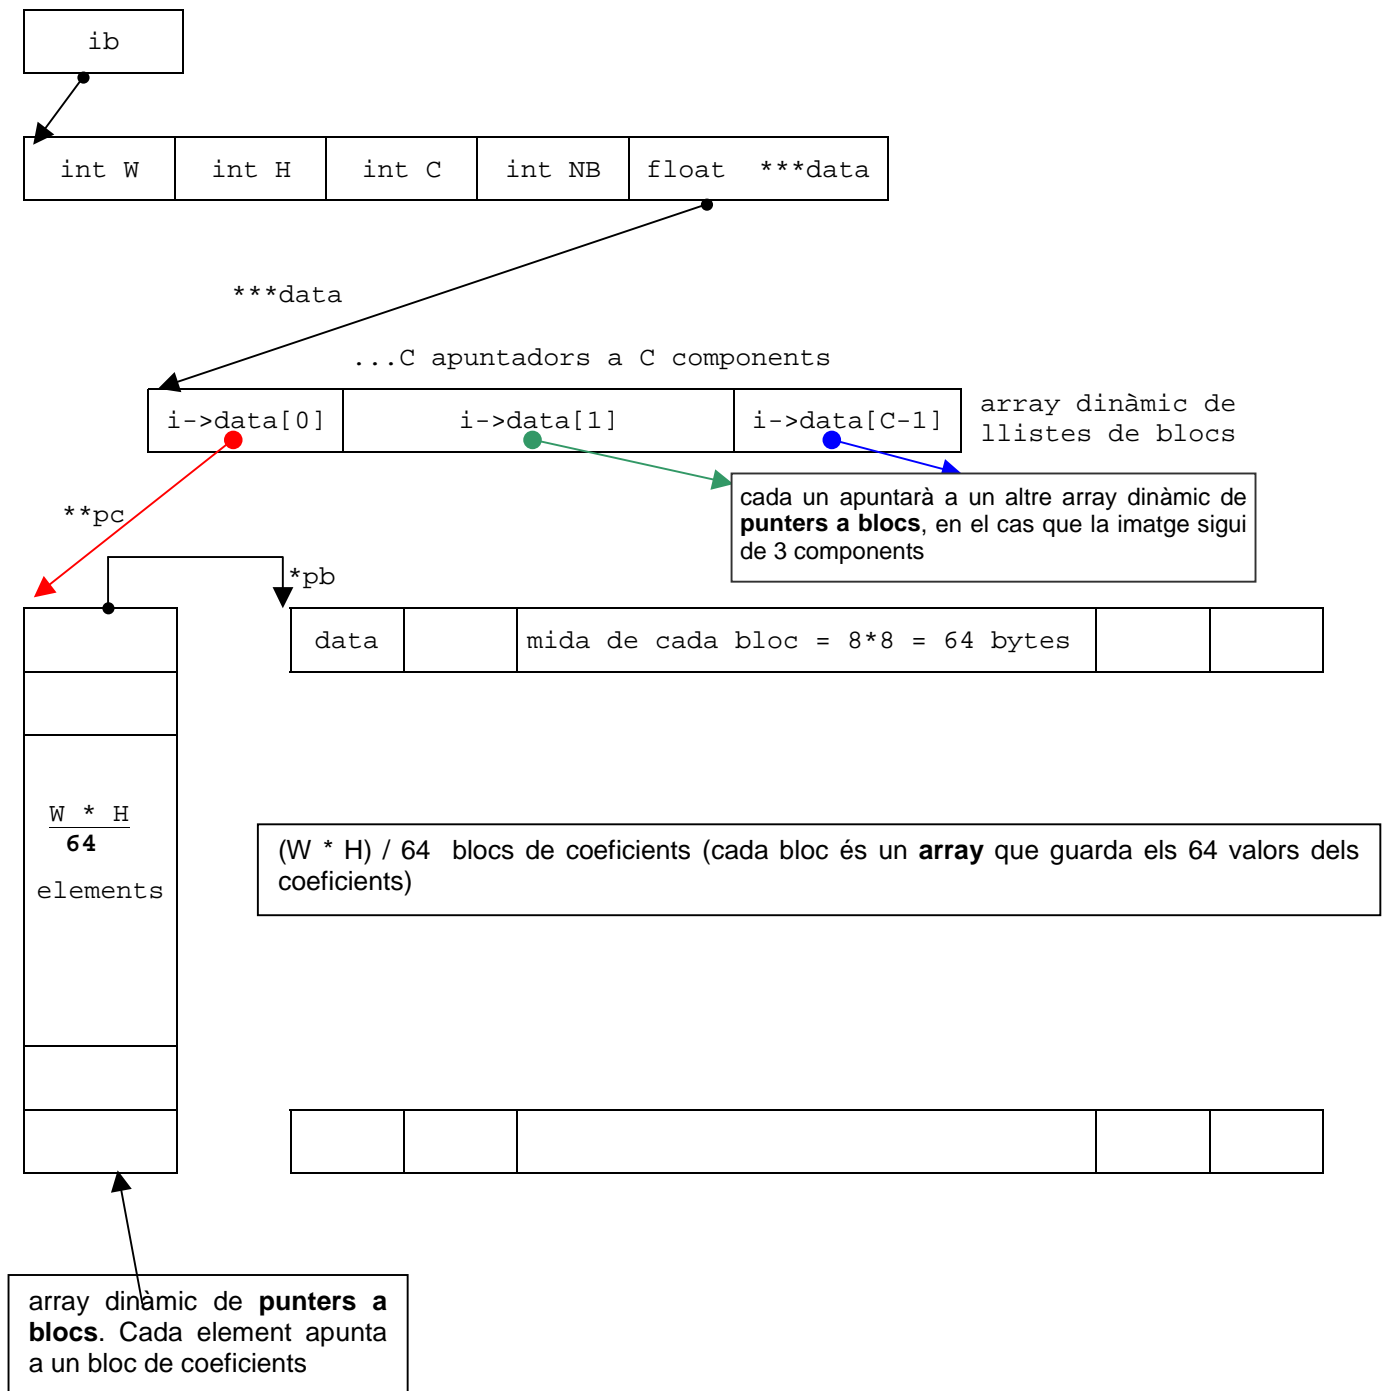 ib
int W int H int C int NB float ***data
***data
...C apuntadors a C components
i->data[0] i->data[1] i->data[C-1]
array dinàmic de
llistes de blocs
cada un apuntarà a un altre array dinàmic de
punters a blocs, en el cas que la imatge sigui
de 3 components
**pc
*pb
data mida de cada bloc = 8*8 = 64 bytes
W * H
64
elements
(W * H) / 64 blocs de coeficients (cada bloc és un array que guarda els 64 valors dels
coeficients)
array dinàmic de punters a
blocs. Cada element apunta
a un bloc de coeficients